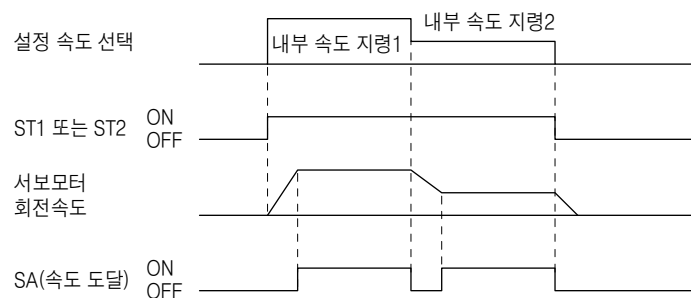 설정 속도 선택
내부 속도 지령1
내부 속도 지령2
ST1 또는 ST2
ON
OFF
서보모터
회전속도
SA(속도 도달)
ON
OFF